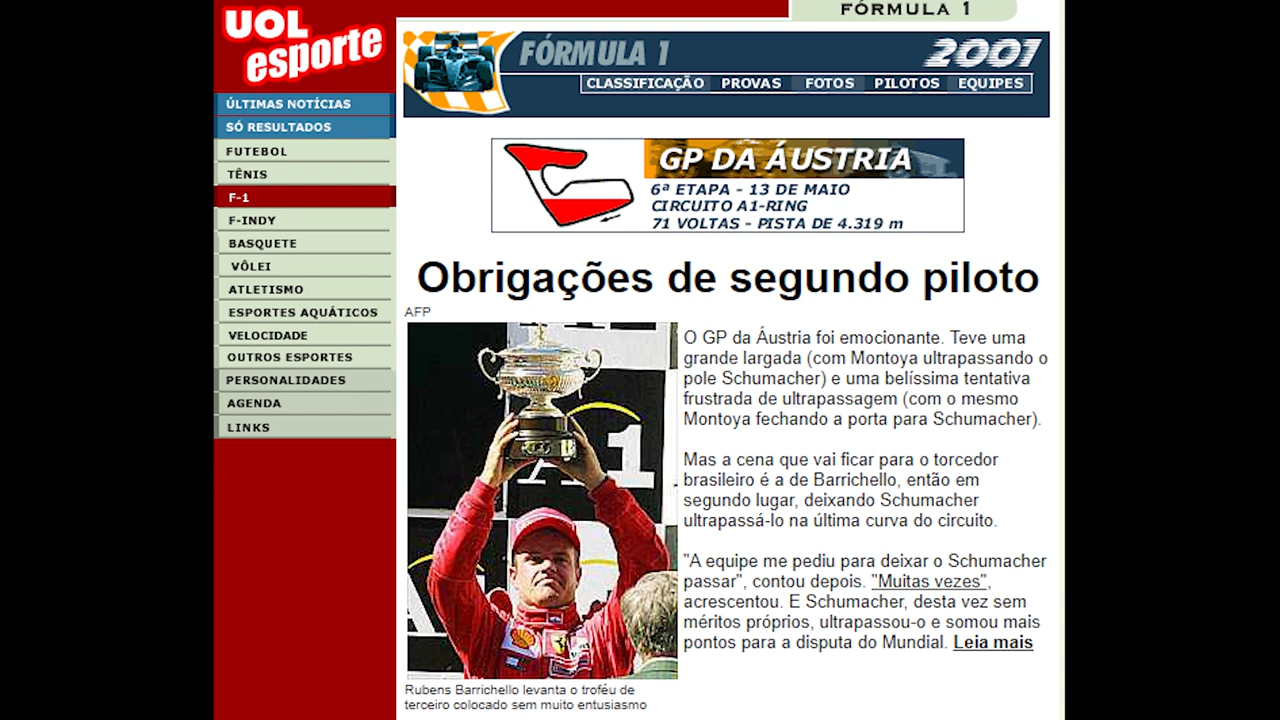 FÓRMULA 1
UOL
esporte
FÓRMULA 1
2001
CLASSIFICAÇÃO PROVAS FOTOS PILOTOS EQUIPES
ÚLTIMAS NOTÍCIAS
SÓ RESULTADOS
FUTEBOL
TÊNIS
F-1
F-INDY
BASQUETE
VÔLEI
ATLETISMO
ESPORTES AQUÁTICOS
VELOCIDADE
OUTROS ESPORTES
PERSONALIDADES
AGENDA
LINKS
GP DA ÁUSTRIA
6ª ETAPA - 13 DE MAIO
CIRCUITO A1-RING
71 VOLTAS - PISTA DE 4.319 m
Obrigações de segundo piloto
AFP
A1
Shell
O GP da Áustria foi emocionante. Teve uma
grande largada (com Montoya ultrapassando o
pole Schumacher) e uma belíssima tentativa
frustrada de ultrapassagem (com o mesmo
Montoya fechando a porta para Schumacher).
Mas a cena que vai ficar para o torcedor
brasileiro é a de Barrichello, então em
segundo lugar, deixando Schumacher
ultrapassá-lo na última curva do circuito.
"A equipe me pediu para deixar o Schumacher
passar", contou depois. "Muitas vezes",
acrescentou. E Schumacher, desta vez sem
méritos próprios, ultrapassou-o e somou mais
pontos para a disputa do Mundial. Leia mais
Rubens Barrichello levanta o troféu de
terceiro colocado sem muito entusiasmo